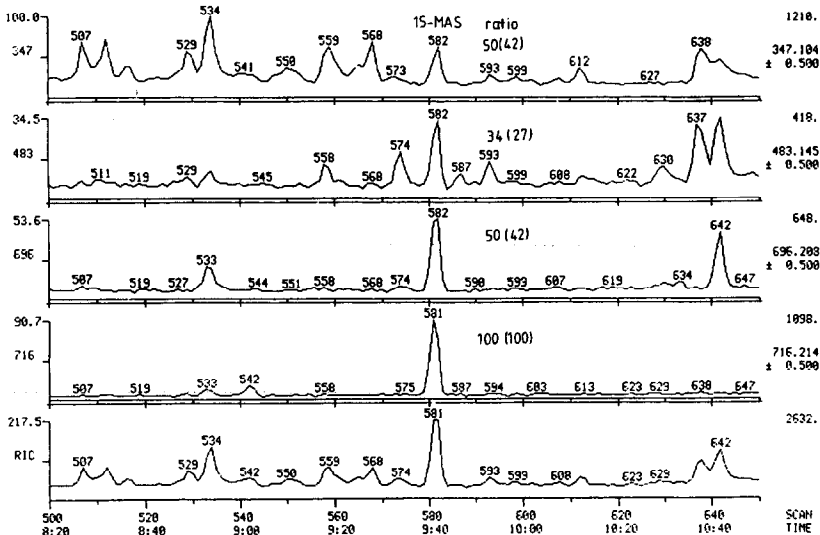 100.0 534 15-MAS ratio 1210.
347 507 529 541 550 559 568 573 582 50(42) 593 599 612 627 638 347.104
± 0.500
34.5 582 34 (27) 637 418.
483 511 519 529 545 558 568 574 587 593 599 608 622 630 483.145
± 0.500
53.6 582 50(42) 642 648.
696 507 519 527 533 544 551 558 568 574 590 593 607 619 634 647 696.203
± 0.500
90.7 581 100 (100) 1098.
716 507 519 533 542 558 575 587 594 603 613 623 629 638 647 716.214
± 0.500
217.5 581 2632.
RIC 507 529 534 542 550 559 568 574 593 599 608 623 629 642
500 520 540 560 580 600 620 640 SCAN
8:20 8:40 9:00 9:20 9:40 10:00 10:20 10:40 TIME